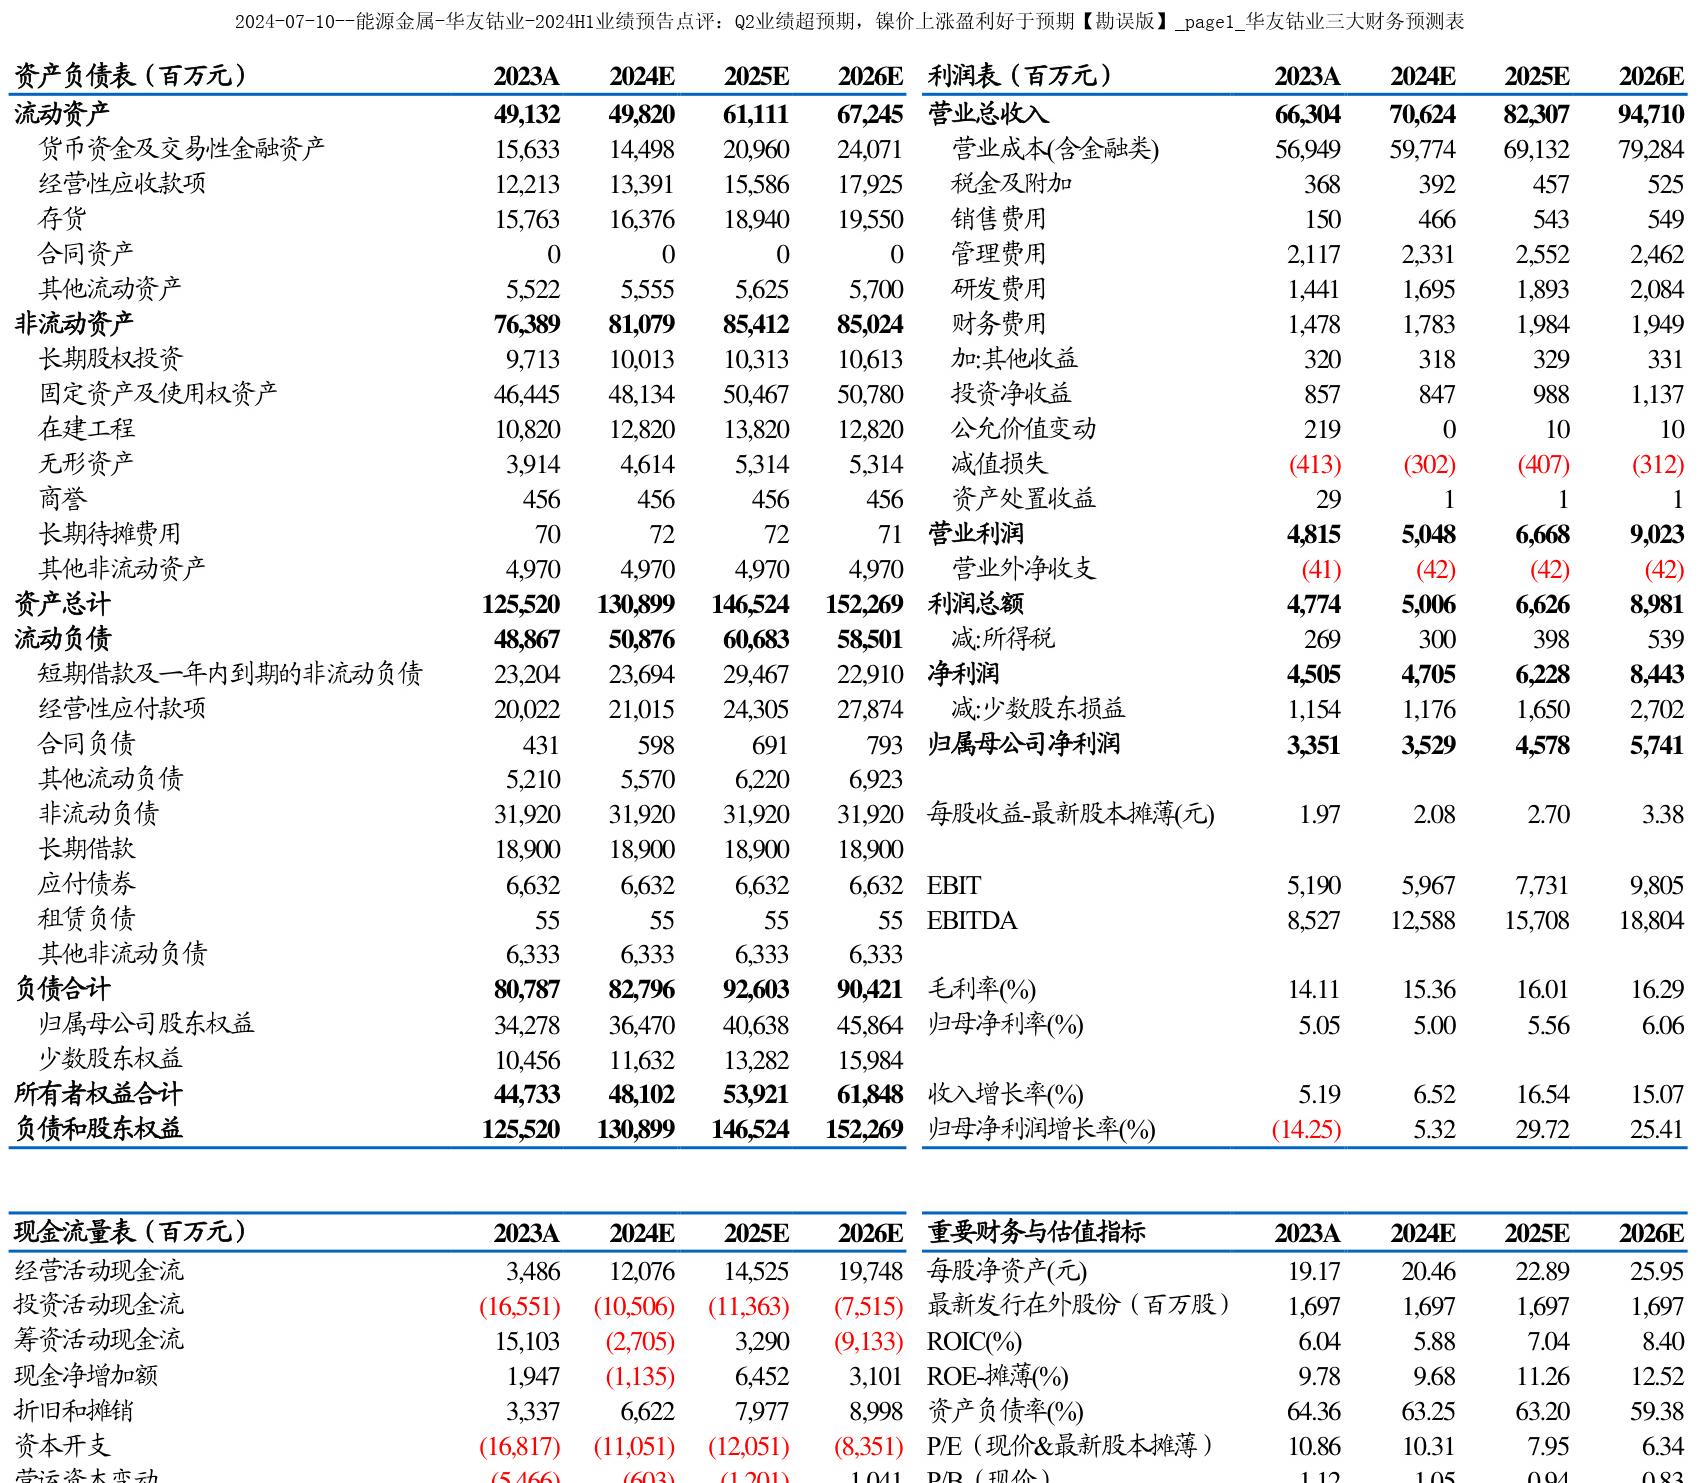 2024-07-10--能源金属-华友钴业-2024H1业绩预告点评：Q2业绩超预期，镍价上涨盈利好于预期【勘误版】_page1_华友钴业三大财务预测表
资产负债表（百万元） 2023A 2024E 2025E 2026E 利润表（百万元） 2023A 2024E 2025E 2026E
流动资产 49,132 49,820 61,111 67,245 营业总收入 66,304 70,624 82,307 94,710
货币资金及交易性金融资产 15,633 14,498 20,960 24,071 营业成本(含金融类) 56,949 59,774 69,132 79,284
经营性应收款项 12,213 13,391 15,586 17,925 税金及附加 368 392 457 525
存货 15,763 16,376 18,940 19,550 销售费用 150 466 543 549
合同资产 0 0 0 0 管理费用 2,117 2,331 2,552 2,462
其他流动资产 5,522 5,555 5,625 5,700 研发费用 1,441 1,695 1,893 2,084
非流动资产 76,389 81,079 85,412 85,024 财务费用 1,478 1,783 1,984 1,949
长期股权投资 9,713 10,013 10,313 10,613 加:其他收益 320 318 329 331
固定资产及使用权资产 46,445 48,134 50,467 50,780 投资净收益 857 847 988 1,137
在建工程 10,820 12,820 13,820 12,820 公允价值变动 219 0 10 10
无形资产 3,914 4,614 5,314 5,314 减值损失 (413) (302) (407) (312)
商誉 456 456 456 456 资产处置收益 29 1 1 1
长期待摊费用 70 72 72 71 营业利润 4,815 5,048 6,668 9,023
其他非流动资产 4,970 4,970 4,970 4,970 营业外净收支 (41) (42) (42) (42)
资产总计 125,520 130,899 146,524 152,269 利润总额 4,774 5,006 6,626 8,981
流动负债 48,867 50,876 60,683 58,501 减:所得税 269 300 398 539
短期借款及一年内到期的非流动负债 23,204 23,694 29,467 22,910 净利润 4,505 4,705 6,228 8,443
经营性应付款项 20,022 21,015 24,305 27,874 减:少数股东损益 1,154 1,176 1,650 2,702
合同负债 431 598 691 793 归属母公司净利润 3,351 3,529 4,578 5,741
其他流动负债 5,210 5,570 6,220 6,923
非流动负债 31,920 31,920 31,920 31,920 每股收益-最新股本摊薄(元) 1.97 2.08 2.70 3.38
长期借款 18,900 18,900 18,900 18,900
应付债券 6,632 6,632 6,632 6,632 EBIT 5,190 5,967 7,731 9,805
租赁负债 55 55 55 55 EBITDA 8,527 12,588 15,708 18,804
其他非流动负债 6,333 6,333 6,333 6,333
负债合计 80,787 82,796 92,603 90,421 毛利率(%) 14.11 15.36 16.01 16.29
归属母公司股东权益 34,278 36,470 40,638 45,864 归母净利率(%) 5.05 5.00 5.56 6.06
少数股东权益 10,456 11,632 13,282 15,984
所有者权益合计 44,733 48,102 53,921 61,848 收入增长率(%) 5.19 6.52 16.54 15.07
负债和股东权益 125,520 130,899 146,524 152,269 归母净利润增长率(%) (14.25) 5.32 29.72 25.41
现金流量表（百万元） 2023A 2024E 2025E 2026E 重要财务与估值指标 2023A 2024E 2025E 2026E
经营活动现金流 3,486 12,076 14,525 19,748 每股净资产(元) 19.17 20.46 22.89 25.95
投资活动现金流 (16,551) (10,506) (11,363) (7,515) 最新发行在外股份（百万股） 1,697 1,697 1,697 1,697
筹资活动现金流 15,103 (2,705) 3,290 (9,133) ROIC(%) 6.04 5.88 7.04 8.40
现金净增加额 1,947 (1,135) 6,452 3,101 ROE-摊薄(%) 9.78 9.68 11.26 12.52
折旧和摊销 3,337 6,622 7,977 8,998 资产负债率(%) 64.36 63.25 63.20 59.38
资本开支 (16,817) (11,051) (12,051) (8,351) P/E（现价&最新股本摊薄） 10.86 10.31 7.95 6.34
营运资本变动 (5,466) (603) (1,201) 1,041 P/B（现价） 1.12 1.05 0.94 0.83